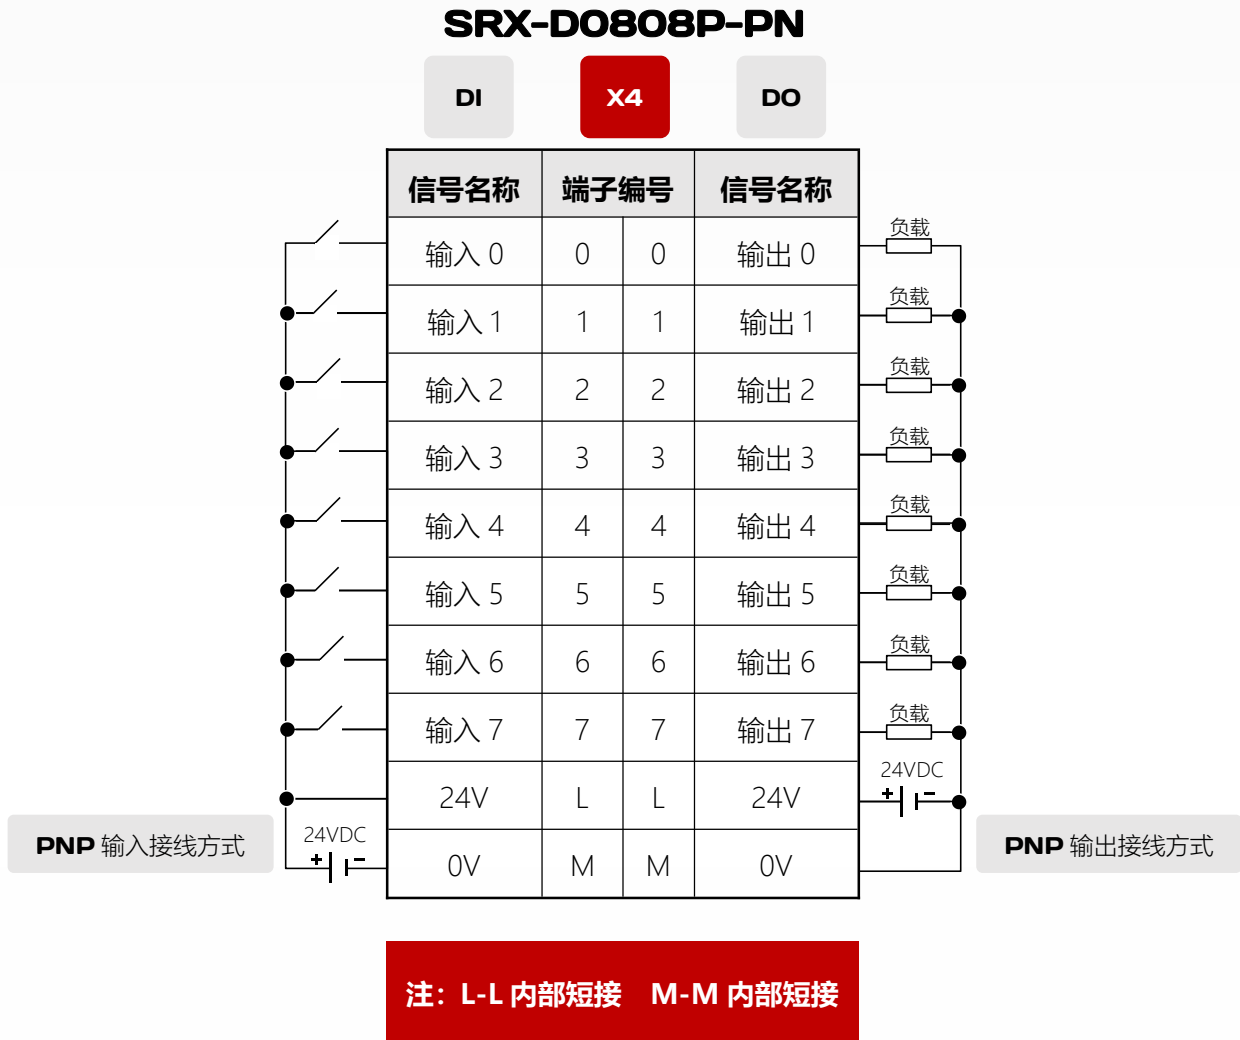 SRX-D0808P-PN
DI X4 DO
信号名称 端子编号 信号名称
输入 0 0 0 输出 0 负载
输入 1 1 1 输出 1 负载
输入 2 2 2 输出 2 负载
输入 3 3 3 输出 3 负载
输入 4 4 4 输出 4 负载
输入 5 5 5 输出 5 负载
输入 6 6 6 输出 6 负载
输入 7 7 7 输出 7 负载
24V L L 24V 24VDC + -
24VDC + - 0V M M 0V
PNP 输入接线方式
PNP 输出接线方式
注：L-L 内部短接 M-M 内部短接